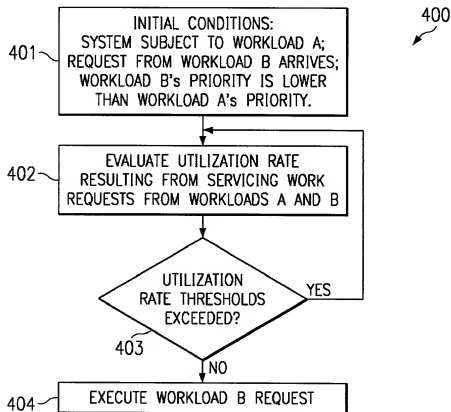 400
401
INITIAL CONDITIONS:
SYSTEM SUBJECT TO WORKLOAD A;
REQUEST FROM WORKLOAD B ARRIVES;
WORKLOAD B's PRIORITY IS LOWER
THAN WORKLOAD A's PRIORITY.
402
EVALUATE UTILIZATION RATE
RESULTING FROM SERVICING WORK
REQUESTS FROM WORKLOADS A AND B
UTILIZATION
RATE THRESHOLDS
EXCEEDED?
YES
403
NO
404
EXECUTE WORKLOAD B REQUEST